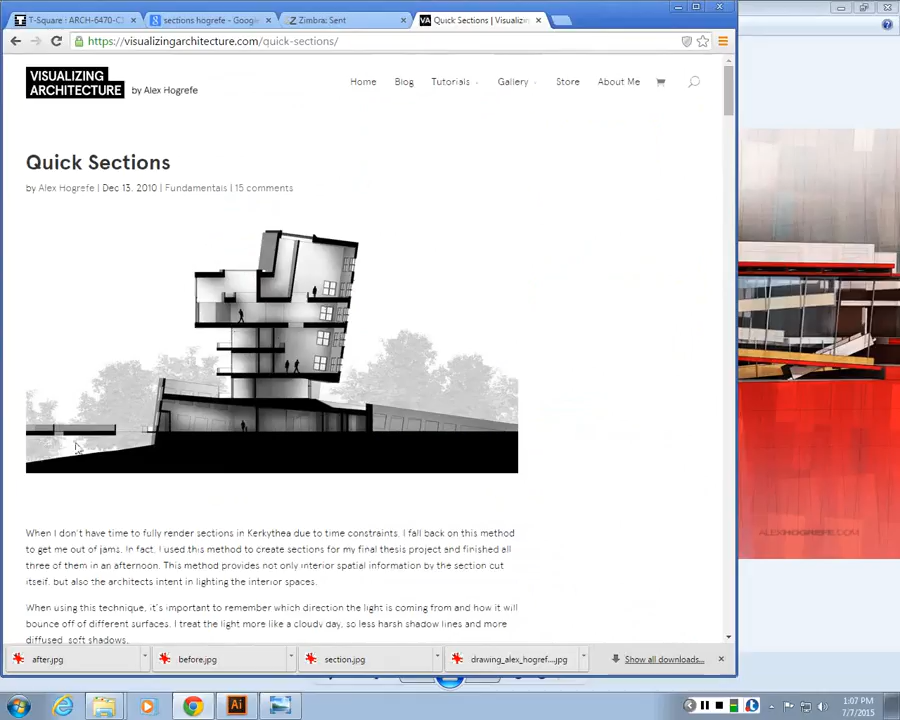 T-Square : ARCH-6470-C
sections hogrefe - Google
Zimbra: Sent
Quick Sections | Visualizin
https://visualizingarchitecture.com/quick-sections/
VISUALIZING
ARCHITECTURE
by Alex Hogrefe
Home
Blog
Tutorials
Gallery
Store
About Me
Quick Sections
by Alex Hogrefe | Dec 13, 2010 | Fundamentals | 15 comments
When I don't have time to fully render sections in Kerkythea due to time constraints, I fall back on this method
to get me out of jams. In fact, I used this method to create sections for my final thesis project and finished all
three of them in an afternoon. This method provides not only interior spatial information by the section cut
itself, but also the architects intent in lighting the interior spaces.
When using this technique, it's important to remember which direction the light is coming from and how it will
bounce off of different surfaces. I treat the light more like a cloudy day, so less harsh shadow lines and more
diffused, soft shadows.
ALEXHOGREFE.COM
after.jpg
before.jpg
section.jpg
drawing_alex_hogref....jpg
Show all downloads...
Ai
1:07 PM
7/7/2015